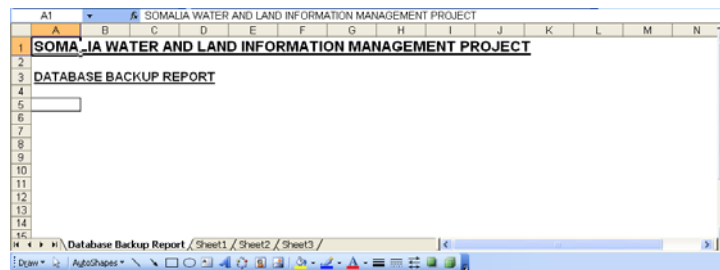 A1 SOMALIA WATER AND LAND INFORMATION MANAGEMENT PROJECT
A B C D E F G H I J K L M N
1 SOMALIA WATER AND LAND INFORMATION MANAGEMENT PROJECT
2
3 DATABASE BACKUP REPORT
4
5
6
7
8
9
10
11
12
13
14
15
Database Backup Report / Sheet1 / Sheet2 / Sheet3 /
Draw AutoShapes